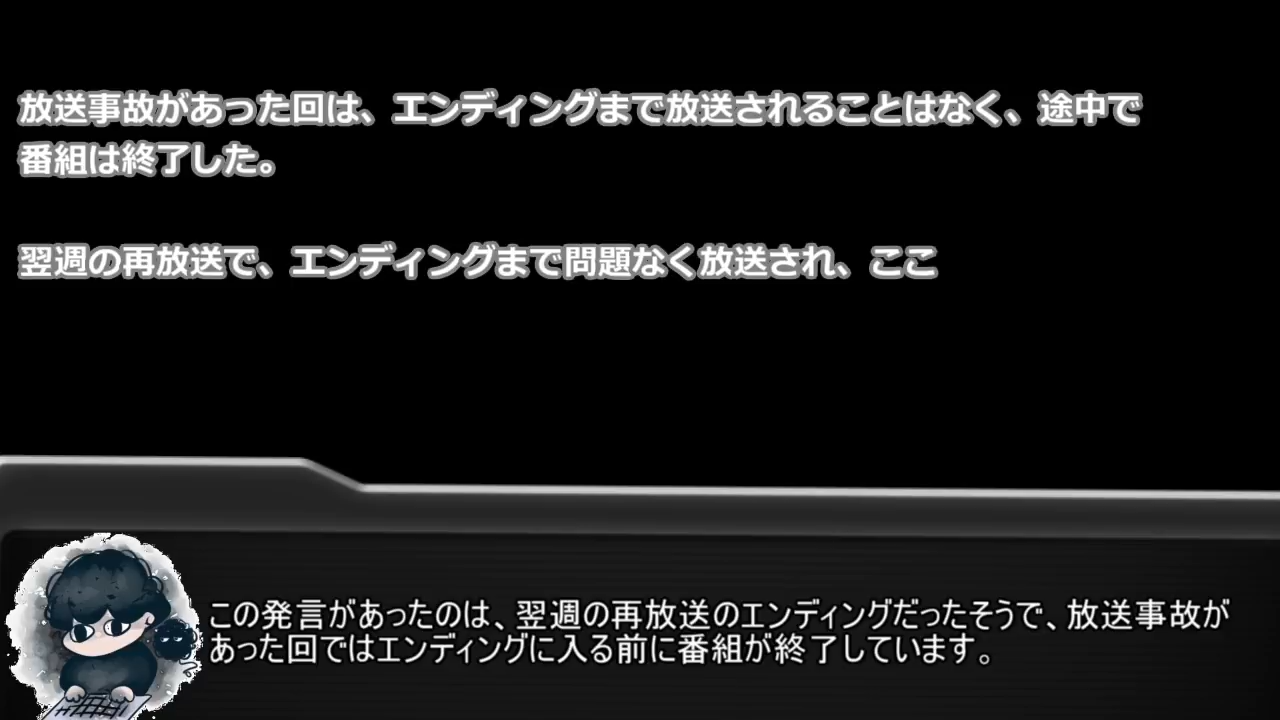 放送事故があった回は、エンディングまで放送されることはなく、途中で
番組は終了した。
翌週の再放送で、エンディングまで問題なく放送され、ここ
この発言があったのは、翌週の再放送のエンディングだったそうで、放送事故が
あった回ではエンディングに入る前に番組が終了しています。